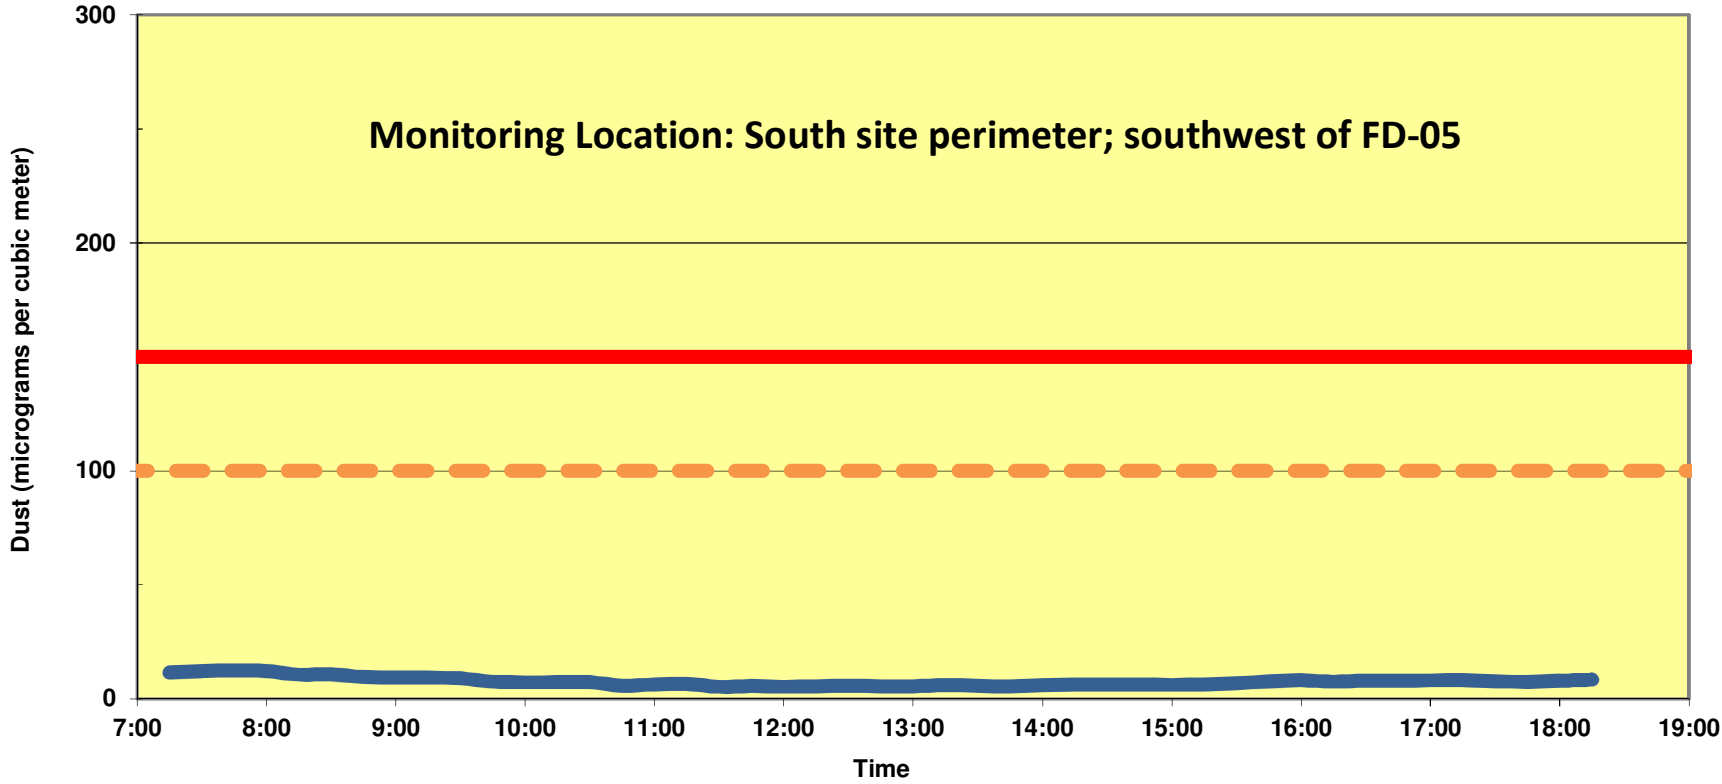 Monitoring Location: South site perimeter; southwest of FD-05
Dust (micrograms per cubic meter)
300
200
100
0
7:00 8:00 9:00 10:00 11:00 12:00 13:00 14:00 15:00 16:00 17:00 18:00 19:00
Time